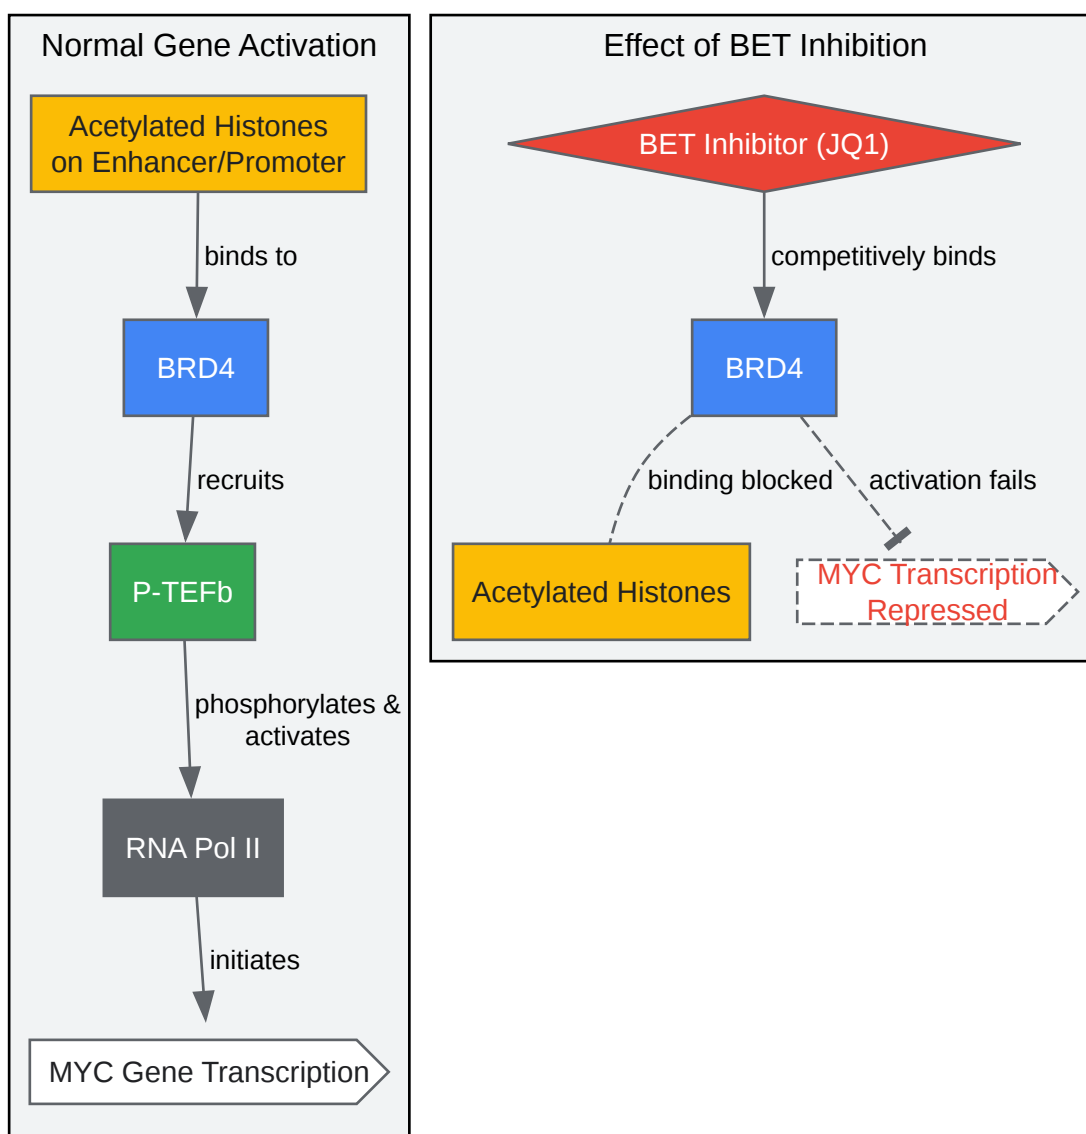 Normal Gene Activation
Acetylated Histones
on Enhancer/Promoter
binds to
BRD4
recruits
P-TEFb
phosphorylates &
activates
RNA Pol II
initiates
MYC Gene Transcription
Effect of BET Inhibition
BET Inhibitor (JQ1)
competitively binds
BRD4
binding blocked
activation fails
Acetylated Histones
MYC Transcription
Repressed